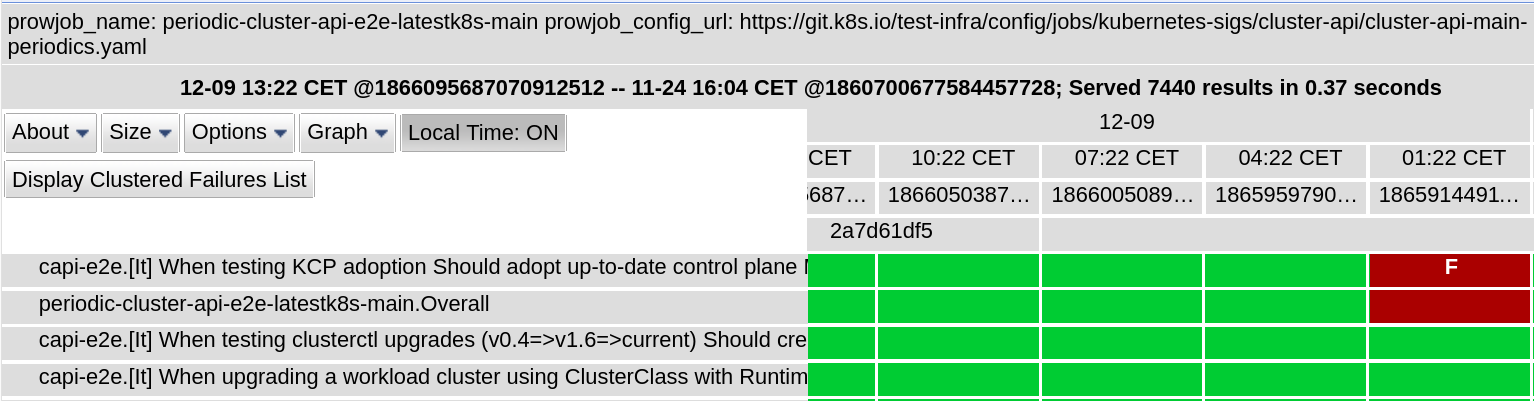 prowjob_name: periodic-cluster-api-e2e-latestk8s-main prowjob_config_url: https://git.k8s.io/test-infra/config/jobs/kubernetes-sigs/cluster-api/cluster-api-main-
periodics.yaml
12-09 13:22 CET @1866095687070912512 -- 11-24 16:04 CET @1860700677584457728; Served 7440 results in 0.37 seconds
About Size Options Graph Local Time: ON
12-09
CET 10:22 CET 07:22 CET 04:22 CET 01:22 CET
Display Clustered Failures List
687… 1866050387… 1866005089… 1865959790… 1865914491…
2a7d61df5
capi-e2e.[It] When testing KCP adoption Should adopt up-to-date control plane F
periodic-cluster-api-e2e-latestk8s-main.Overall
capi-e2e.[It] When testing clusterctl upgrades (v0.4=>v1.6=>current) Should cre
capi-e2e.[It] When upgrading a workload cluster using ClusterClass with Runtim